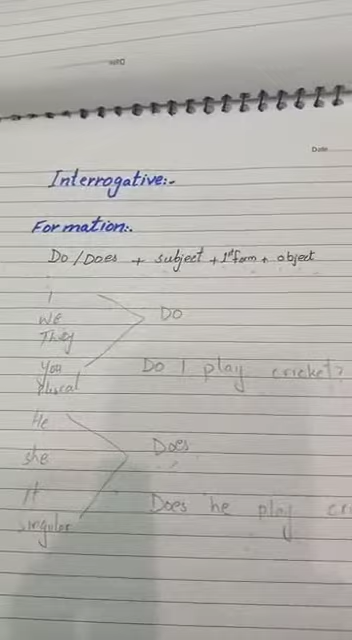 Date
Interrogative:-
Formation:-
Do/Does + subject + 1st form + object
I
WE
They
You
Plural
Do
Do I play cricket?
He
she
It
singular
Does
Does he play